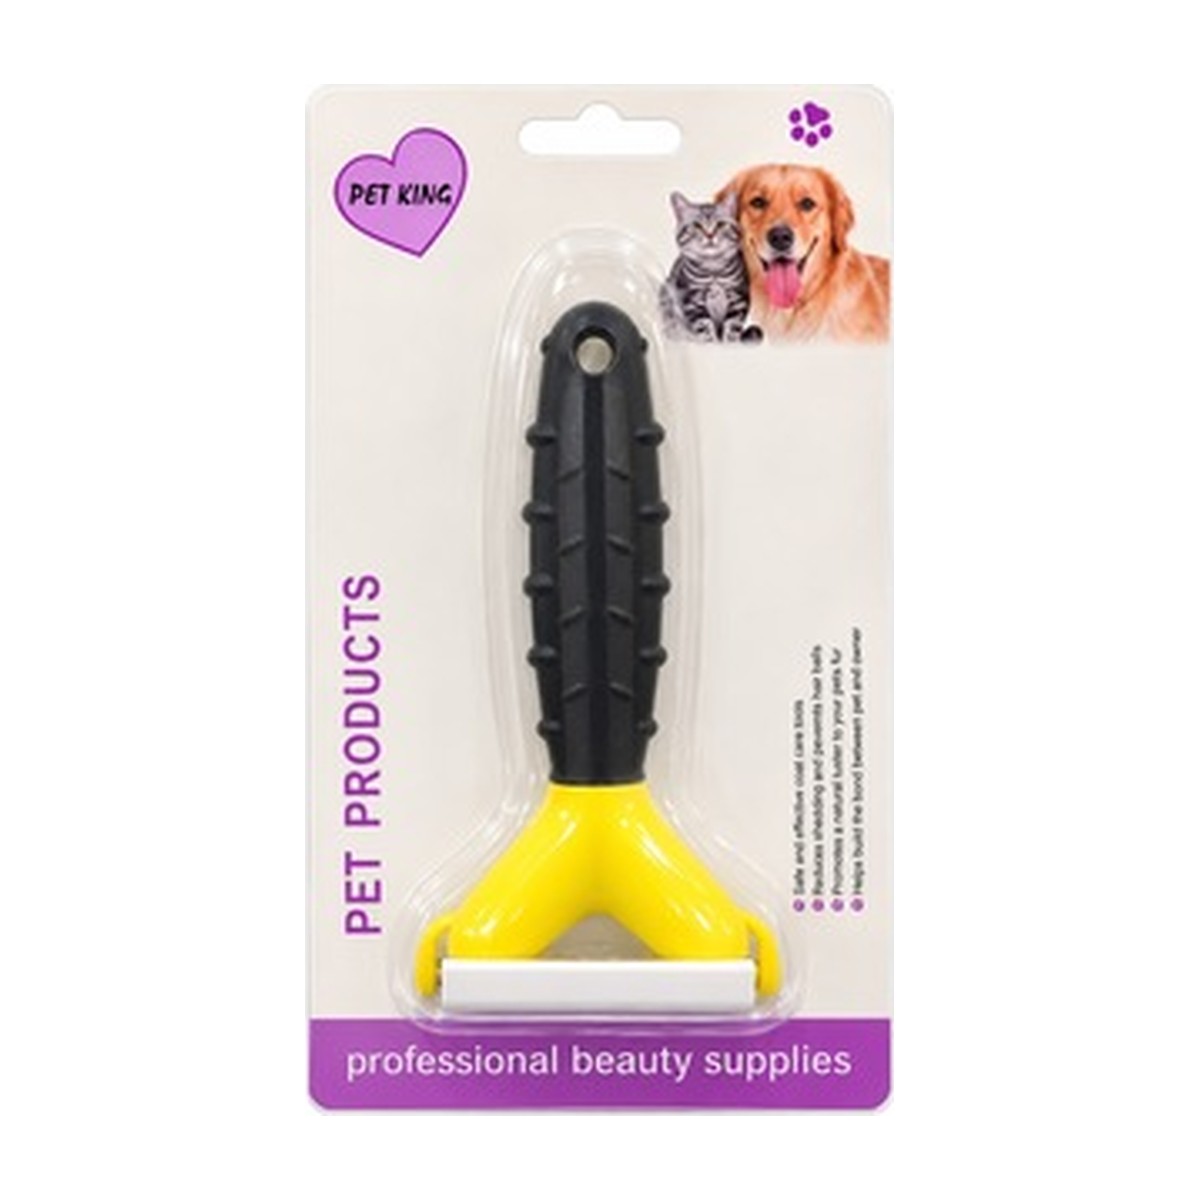 PET KING
PET PRODUCTS
Safe and effective coat care tools
Reduces shedding and pevents hair balls
Promotes a natural luster to your pets fur
Helps build the bond between pet and owner
professional beauty supplies